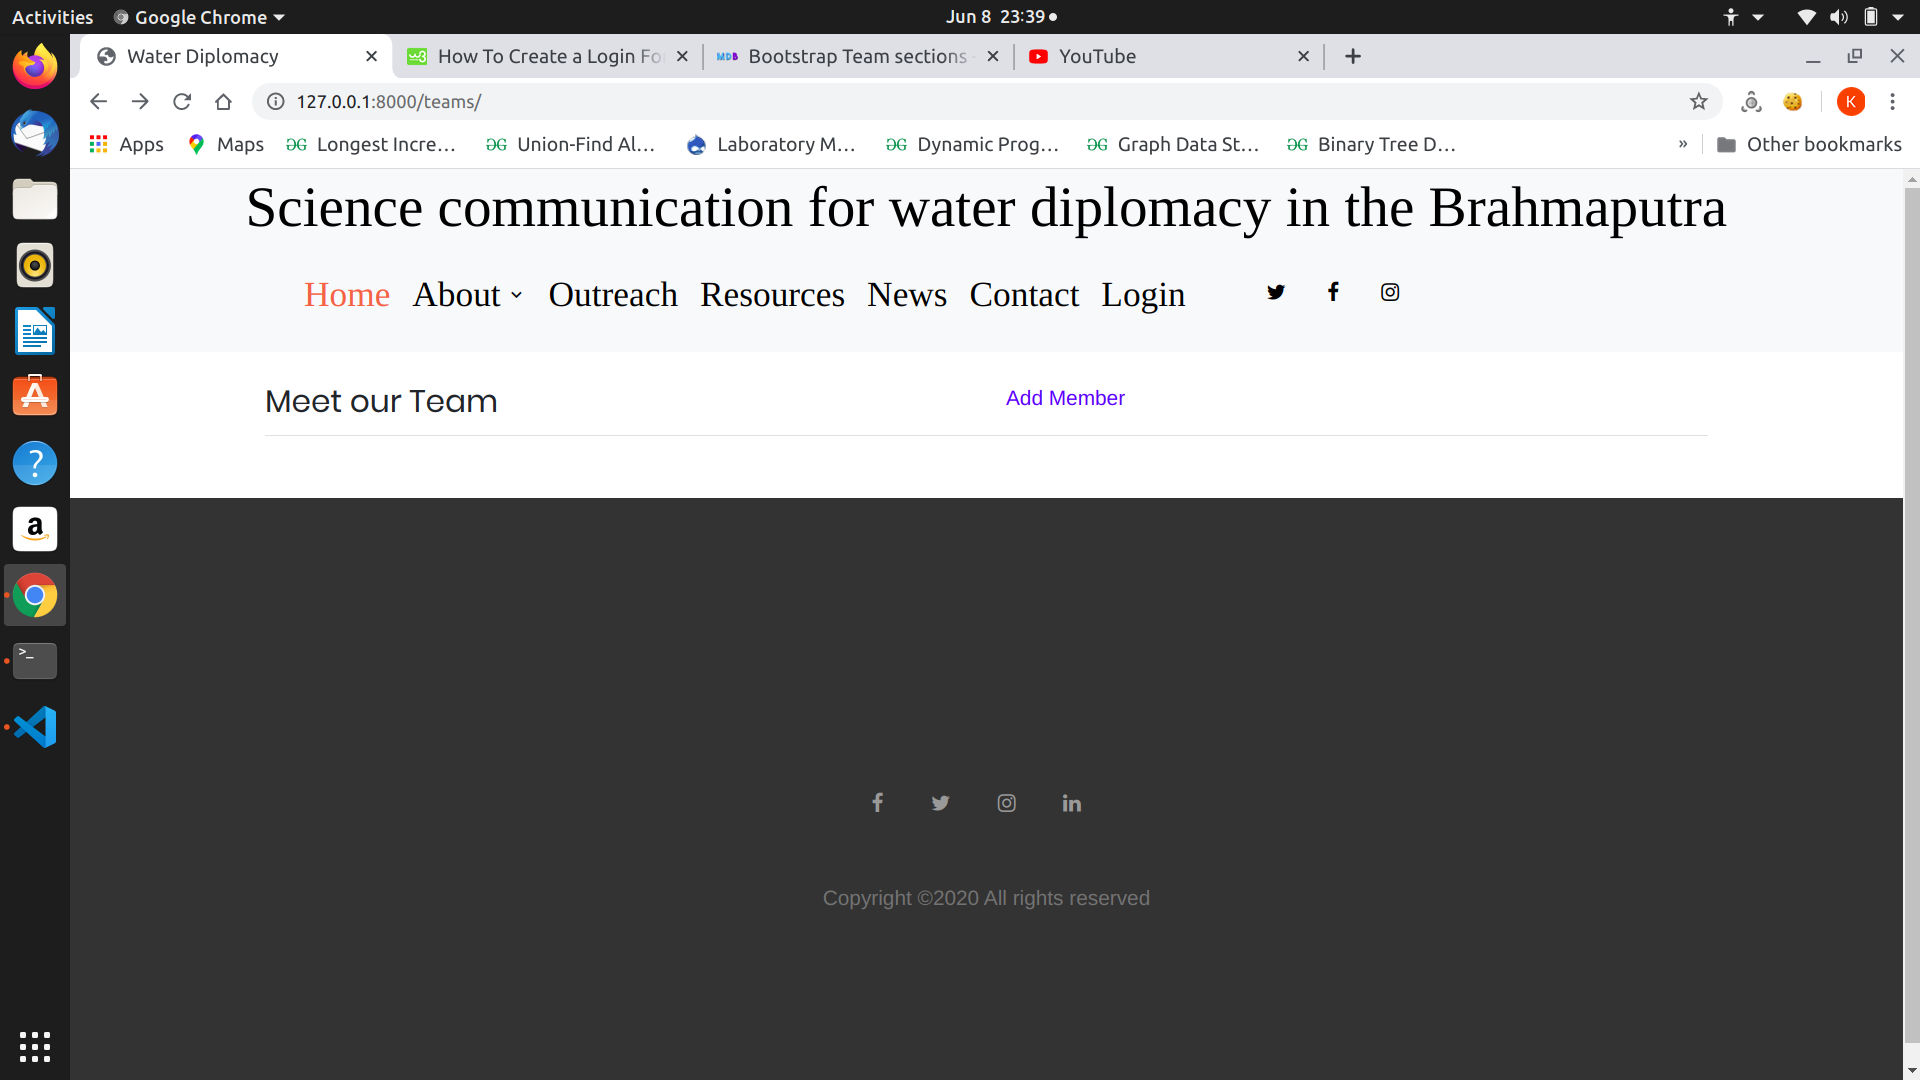 Activities Google Chrome Jun 8 23:39
Water Diplomacy How To Create a Login Fo MDB Bootstrap Team sections YouTube
127.0.0.1:8000/teams/ K
Apps Maps Longest Incre... Union-Find Al... Laboratory M... Dynamic Prog... Graph Data St... Binary Tree D... » Other bookmarks
Science communication for water diplomacy in the Brahmaputra
Home About Outreach Resources News Contact Login
Meet our Team Add Member
Copyright ©2020 All rights reserved